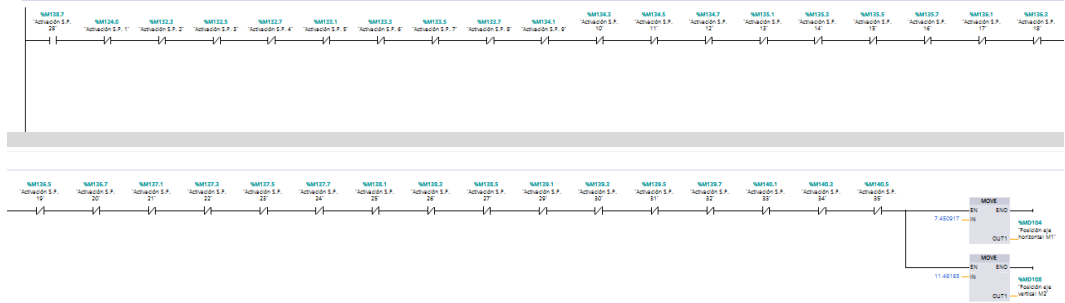 %M138.7 %M124.0 %M132.3 %M132.5 %M132.7 %M133.1 %M133.3 %M133.5 %M133.7 %M134.1 %M134.3 %M134.5 %M134.7 %M135.1 %M135.3 %M135.5 %M135.7 %M136.1 %M136.3
"Activación S.P. 28" "Activación S.P. 1" "Activación S.P. 2" "Activación S.P. 3" "Activación S.P. 4" "Activación S.P. 5" "Activación S.P. 6" "Activación S.P. 7" "Activación S.P. 8" "Activación S.P. 9" "Activación S.P. 10" "Activación S.P. 11" "Activación S.P. 12" "Activación S.P. 13" "Activación S.P. 14" "Activación S.P. 15" "Activación S.P. 16" "Activación S.P. 17" "Activación S.P. 18"
%M136.5 %M136.7 %M137.1 %M137.3 %M137.5 %M137.7 %M138.1 %M138.3 %M138.5 %M139.1 %M139.3 %M139.5 %M139.7 %M140.1 %M140.3 %M140.5
"Activación S.P. 19" "Activación S.P. 20" "Activación S.P. 21" "Activación S.P. 22" "Activación S.P. 23" "Activación S.P. 24" "Activación S.P. 25" "Activación S.P. 26" "Activación S.P. 27" "Activación S.P. 29" "Activación S.P. 30" "Activación S.P. 31" "Activación S.P. 32" "Activación S.P. 33" "Activación S.P. 34" "Activación S.P. 35"
MOVE
EN ENO
7.450917 IN
%MD104
"Posición eje
OUT1 horizontal M1"
MOVE
EN ENO
11.48165 IN
%MD108
"Posición eje
OUT1 vertical M2"